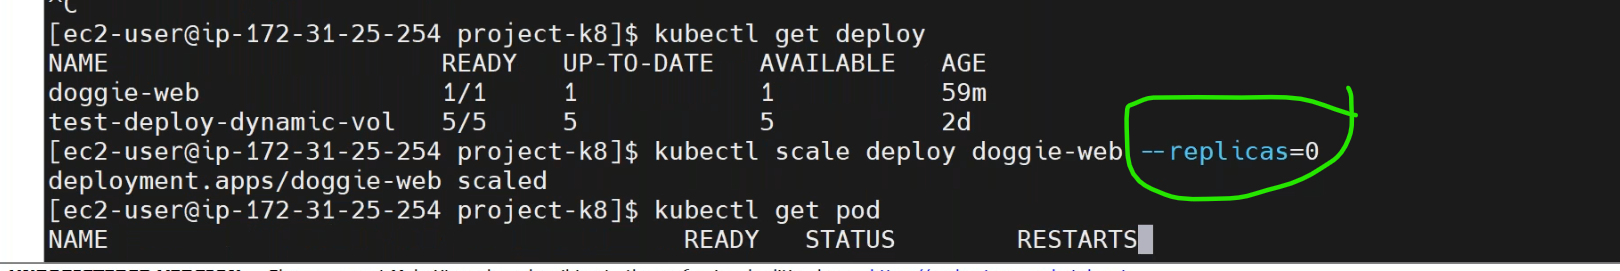 ^C
[ec2-user@ip-172-31-25-254 project-k8]$ kubectl get deploy
NAME READY UP-TO-DATE AVAILABLE AGE
doggie-web 1/1 1 1 59m
test-deploy-dynamic-vol 5/5 5 5 2d
[ec2-user@ip-172-31-25-254 project-k8]$ kubectl scale deploy doggie-web --replicas=0
deployment.apps/doggie-web scaled
[ec2-user@ip-172-31-25-254 project-k8]$ kubectl get pod
NAME READY STATUS RESTARTS